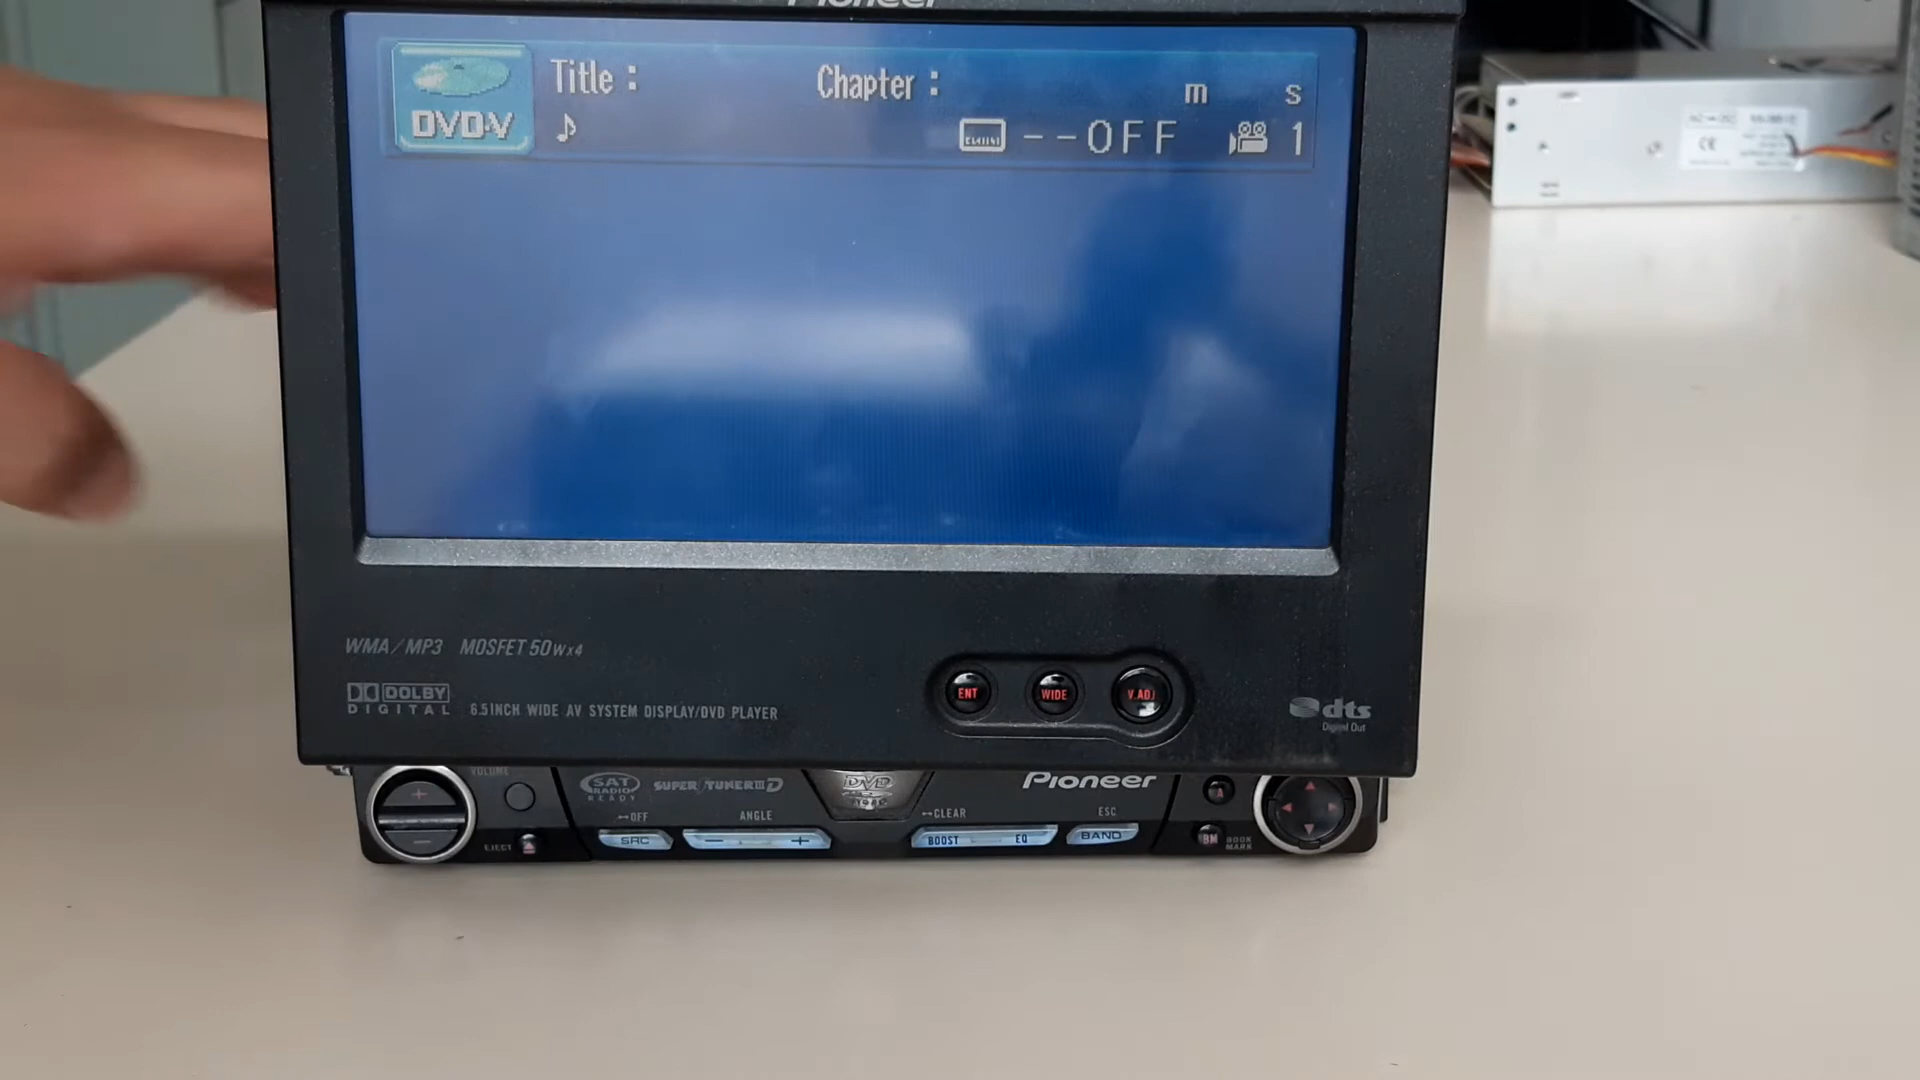 Pioneer
Title :
Chapter :
m
s
DVD-V
--OFF
1
WMA/MP3 MOSFET 50Wx4
DOLBY
DIGITAL
6.5INCH WIDE AV SYSTEM DISPLAY/DVD PLAYER
ENT
WIDE
V.ADJ
dts
Digital Out
VOLUME
SAT
RADIO
READY
SUPER TUNER III D
DVD
Pioneer
A
OFF
ANGLE
CLEAR
ESC
SRC
- +
BOOST
EQ
BAND
EJECT
BM
BOOK
MARK
CE